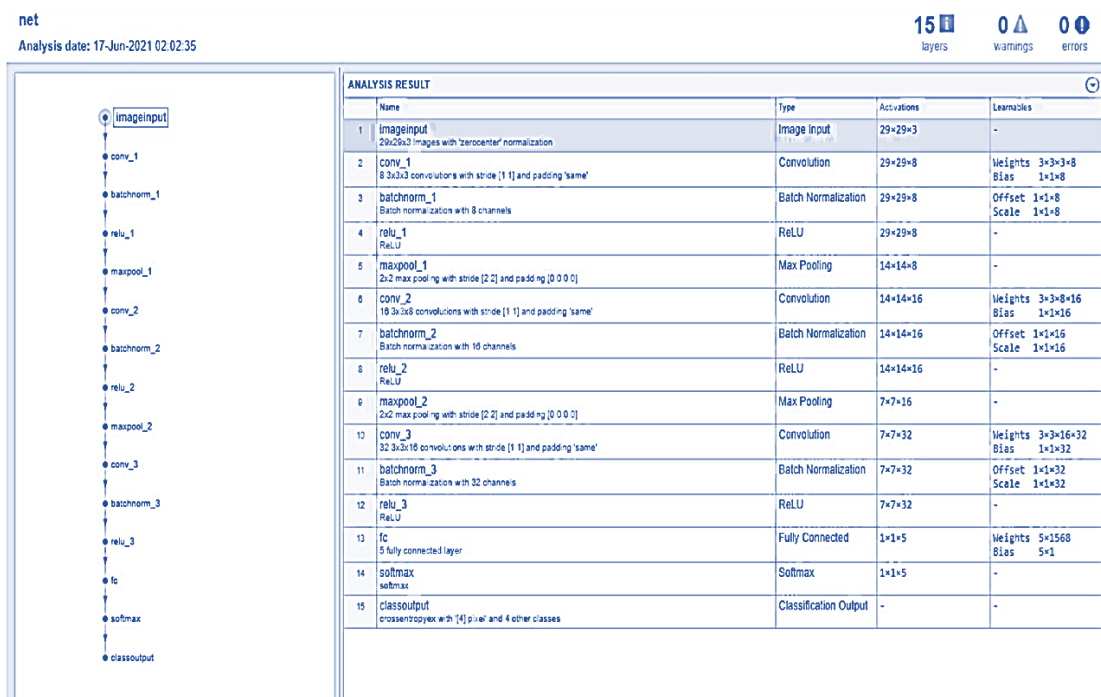 net
Analysis date: 17-Jun-2021 02:02:35
15 layers
0 warnings
0 errors
imageinput
conv_1
batchnorm_1
relu_1
maxpool_1
conv_2
batchnorm_2
relu_2
maxpool_2
conv_3
batchnorm_3
relu_3
fc
softmax
classoutput
ANALYSIS RESULT
Name Type Activations Learnables
1 imageinput Image Input 29×29×3 -
29x29x3 images with 'zerocenter' normalization
2 conv_1 Convolution 29×29×8 Weights 3×3×3×8
8 3x3x3 convolutions with stride [1 1] and padding 'same' Bias 1×1×8
3 batchnorm_1 Batch Normalization 29×29×8 Offset 1×1×8
Batch normalization with 8 channels Scale 1×1×8
4 relu_1 ReLU 29×29×8 -
ReLU
5 maxpool_1 Max Pooling 14×14×8 -
2x2 max pooling with stride [2 2] and padding [0 0 0 0]
6 conv_2 Convolution 14×14×16 Weights 3×3×8×16
16 3x3x8 convolutions with stride [1 1] and padding 'same' Bias 1×1×16
7 batchnorm_2 Batch Normalization 14×14×16 Offset 1×1×16
Batch normalization with 16 channels Scale 1×1×16
8 relu_2 ReLU 14×14×16 -
ReLU
9 maxpool_2 Max Pooling 7×7×16 -
2x2 max pooling with stride [2 2] and padding [0 0 0 0]
10 conv_3 Convolution 7×7×32 Weights 3×3×16×32
32 3x3x16 convolutions with stride [1 1] and padding 'same' Bias 1×1×32
11 batchnorm_3 Batch Normalization 7×7×32 Offset 1×1×32
Batch normalization with 32 channels Scale 1×1×32
12 relu_3 ReLU 7×7×32 -
ReLU
13 fc Fully Connected 1×1×5 Weights 5×1568
5 fully connected layer Bias 5×1
14 softmax Softmax 1×1×5 -
softmax
15 classoutput Classification Output - -
crossentropyex with '[4] pixel' and 4 other classes